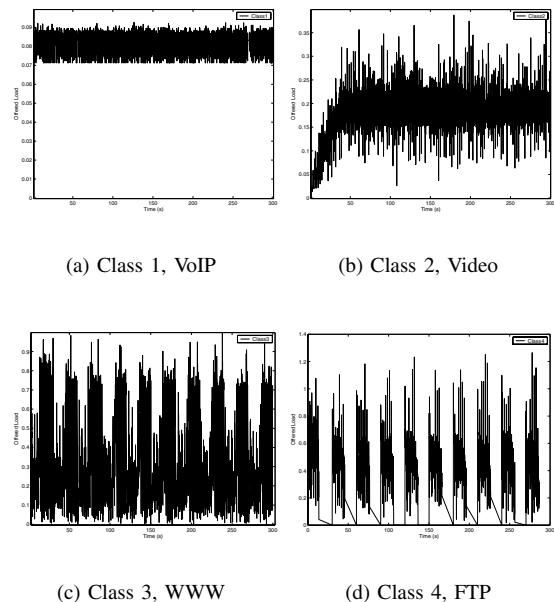 Class1
0.09
0.08
0.07
0.06
0.05
0.04
0.03
0.02
0.01
0
Offered Load
50 100 150 200 250 300
Time (s)
(a) Class 1, VoIP
Class2
0.4
0.35
0.3
0.25
0.2
0.15
0.1
0.05
0
Offered Load
0 50 100 150 200 250 300
Time (s)
(b) Class 2, Video
Class3
0.9
0.8
0.7
0.6
0.5
0.4
0.3
0.2
0.1
0
Offered Load
50 100 150 200 250 300
Time (s)
(c) Class 3, WWW
Class4
1.4
1.2
1
0.8
0.6
0.4
0.2
0
Offered Load
0 50 100 150 200 250 300
Time (s)
(d) Class 4, FTP